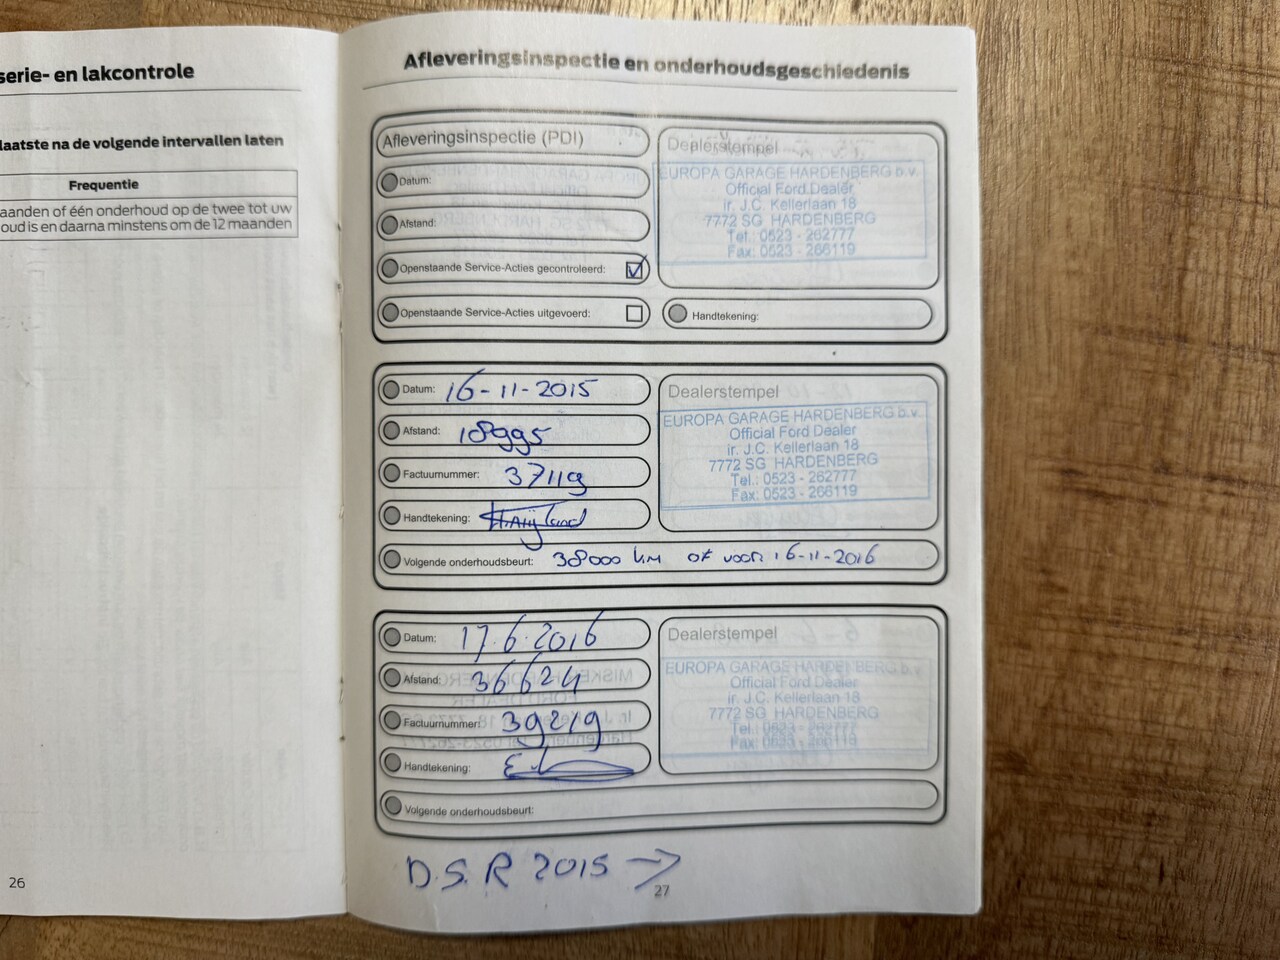 serie- en lakcontrole
laatste na de volgende intervallen laten
Frequentie
aanden of één onderhoud op de twee tot uw
oud is en daarna minstens om de 12 maanden
26
Afleveringsinspectie en onderhoudsgeschiedenis
Afleveringsinspectie (PDI)
Datum:
Afstand:
Openstaande Service-Acties gecontroleerd:
Openstaande Service-Acties uitgevoerd:
Dealerstempel
EUROPA GARAGE HARDENBERG b.v.
Official Ford Dealer
ir. J.C. Kellerlaan 18
7772 SG HARDENBERG
Tel.: 0523 - 262777
Fax: 0523 - 266119
Handtekening:
Datum: 16-11-2015
Afstand: 18995
Factuurnummer: 37119
Handtekening:
Dealerstempel
EUROPA GARAGE HARDENBERG b.v.
Official Ford Dealer
ir. J.C. Kellerlaan 18
7772 SG HARDENBERG
Tel.: 0523 - 262777
Fax: 0523 - 266119
Volgende onderhoudsbeurt: 38000 km of voor 16-11-2016
Datum: 17.6.2016
Afstand: 36624
Factuurnummer: 39219
Handtekening:
Dealerstempel
EUROPA GARAGE HARDENBERG b.v.
Official Ford Dealer
ir. J.C. Kellerlaan 18
7772 SG HARDENBERG
Tel.: 0523 - 262777
Fax: 0523 - 266119
Volgende onderhoudsbeurt:
D.S.R 2015 →
27